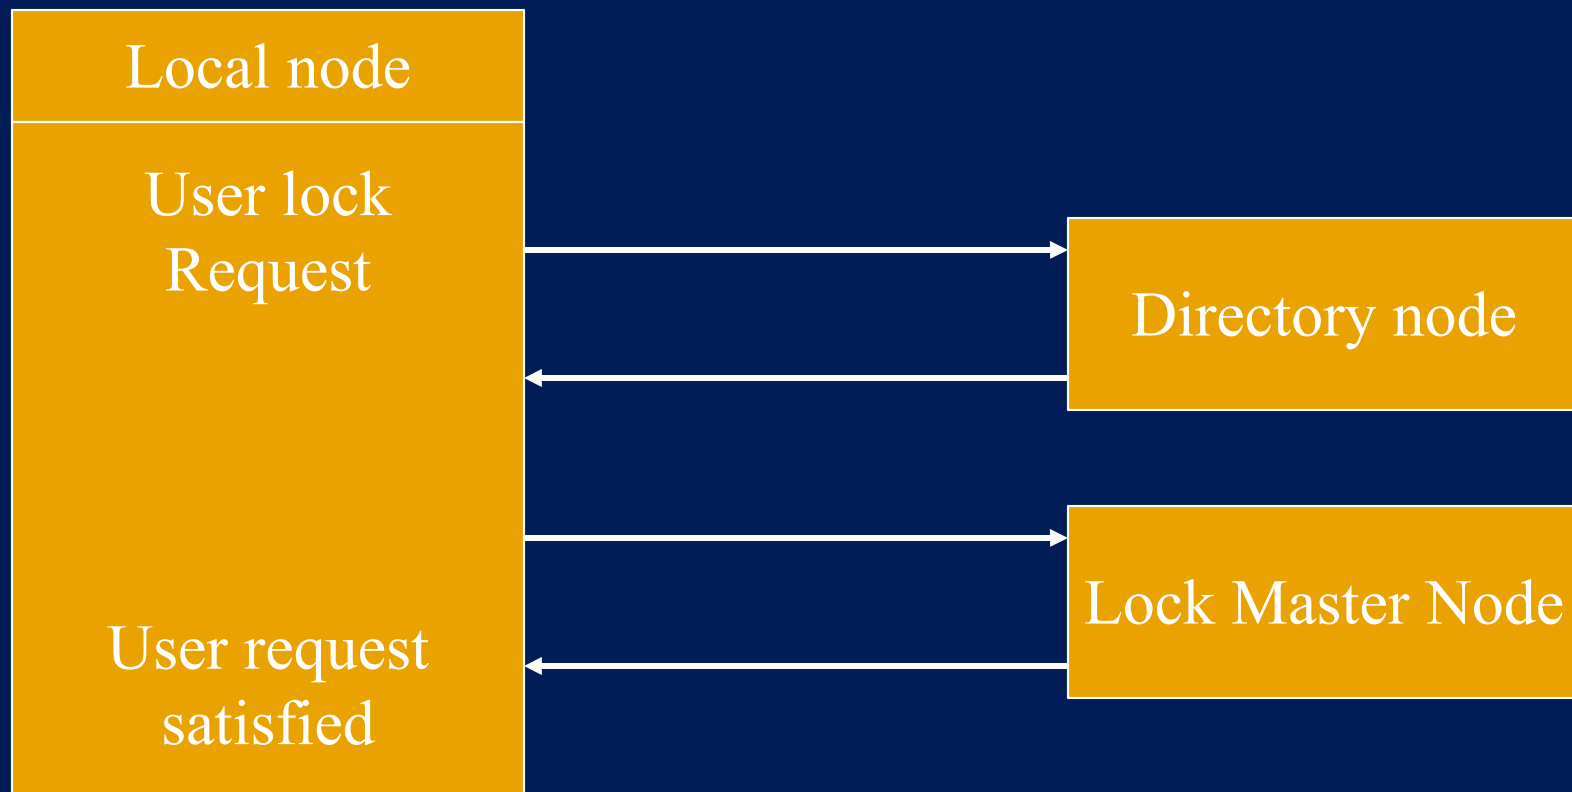 Local node
User lock
Request
Directory node
Lock Master Node
User request
satisfied